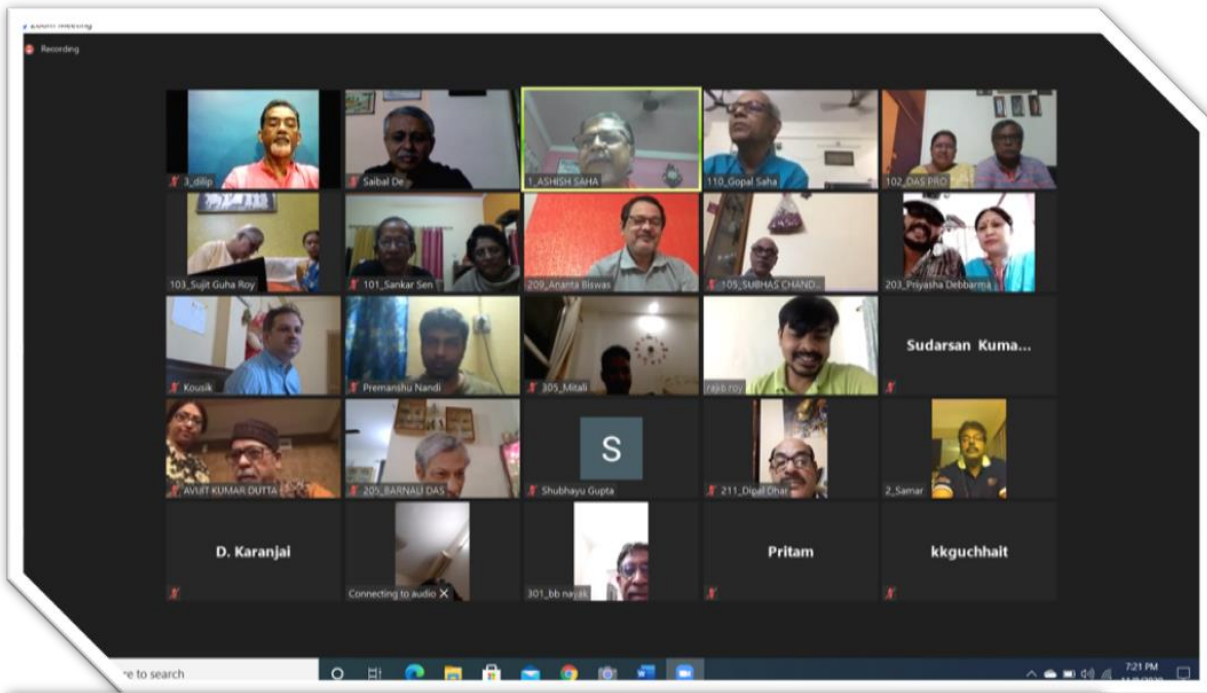 Zoom Meeting
Recording
3_dilip
Saibal De
1_ASHISH SAHA
110_Gopal Saha
102_DAS PRO
103_Sujit Guha Roy
101_Sankar Sen
209_Ananta Biswas
105_SUBHAS CHAND...
203_Priyasha Debbarma
Kousik
Premanshu Nandi
305_Mitali
rajib roy
Sudarsan Kuma...
AVIJIT KUMAR DUTTA
205_BARNALI DAS
S
Shubhayu Gupta
211_Dipal Dhar
2_Samar
D. Karanjai
Connecting to audio
301_bb nayak
Pritam
kkguchhait
re to search
7:21 PM